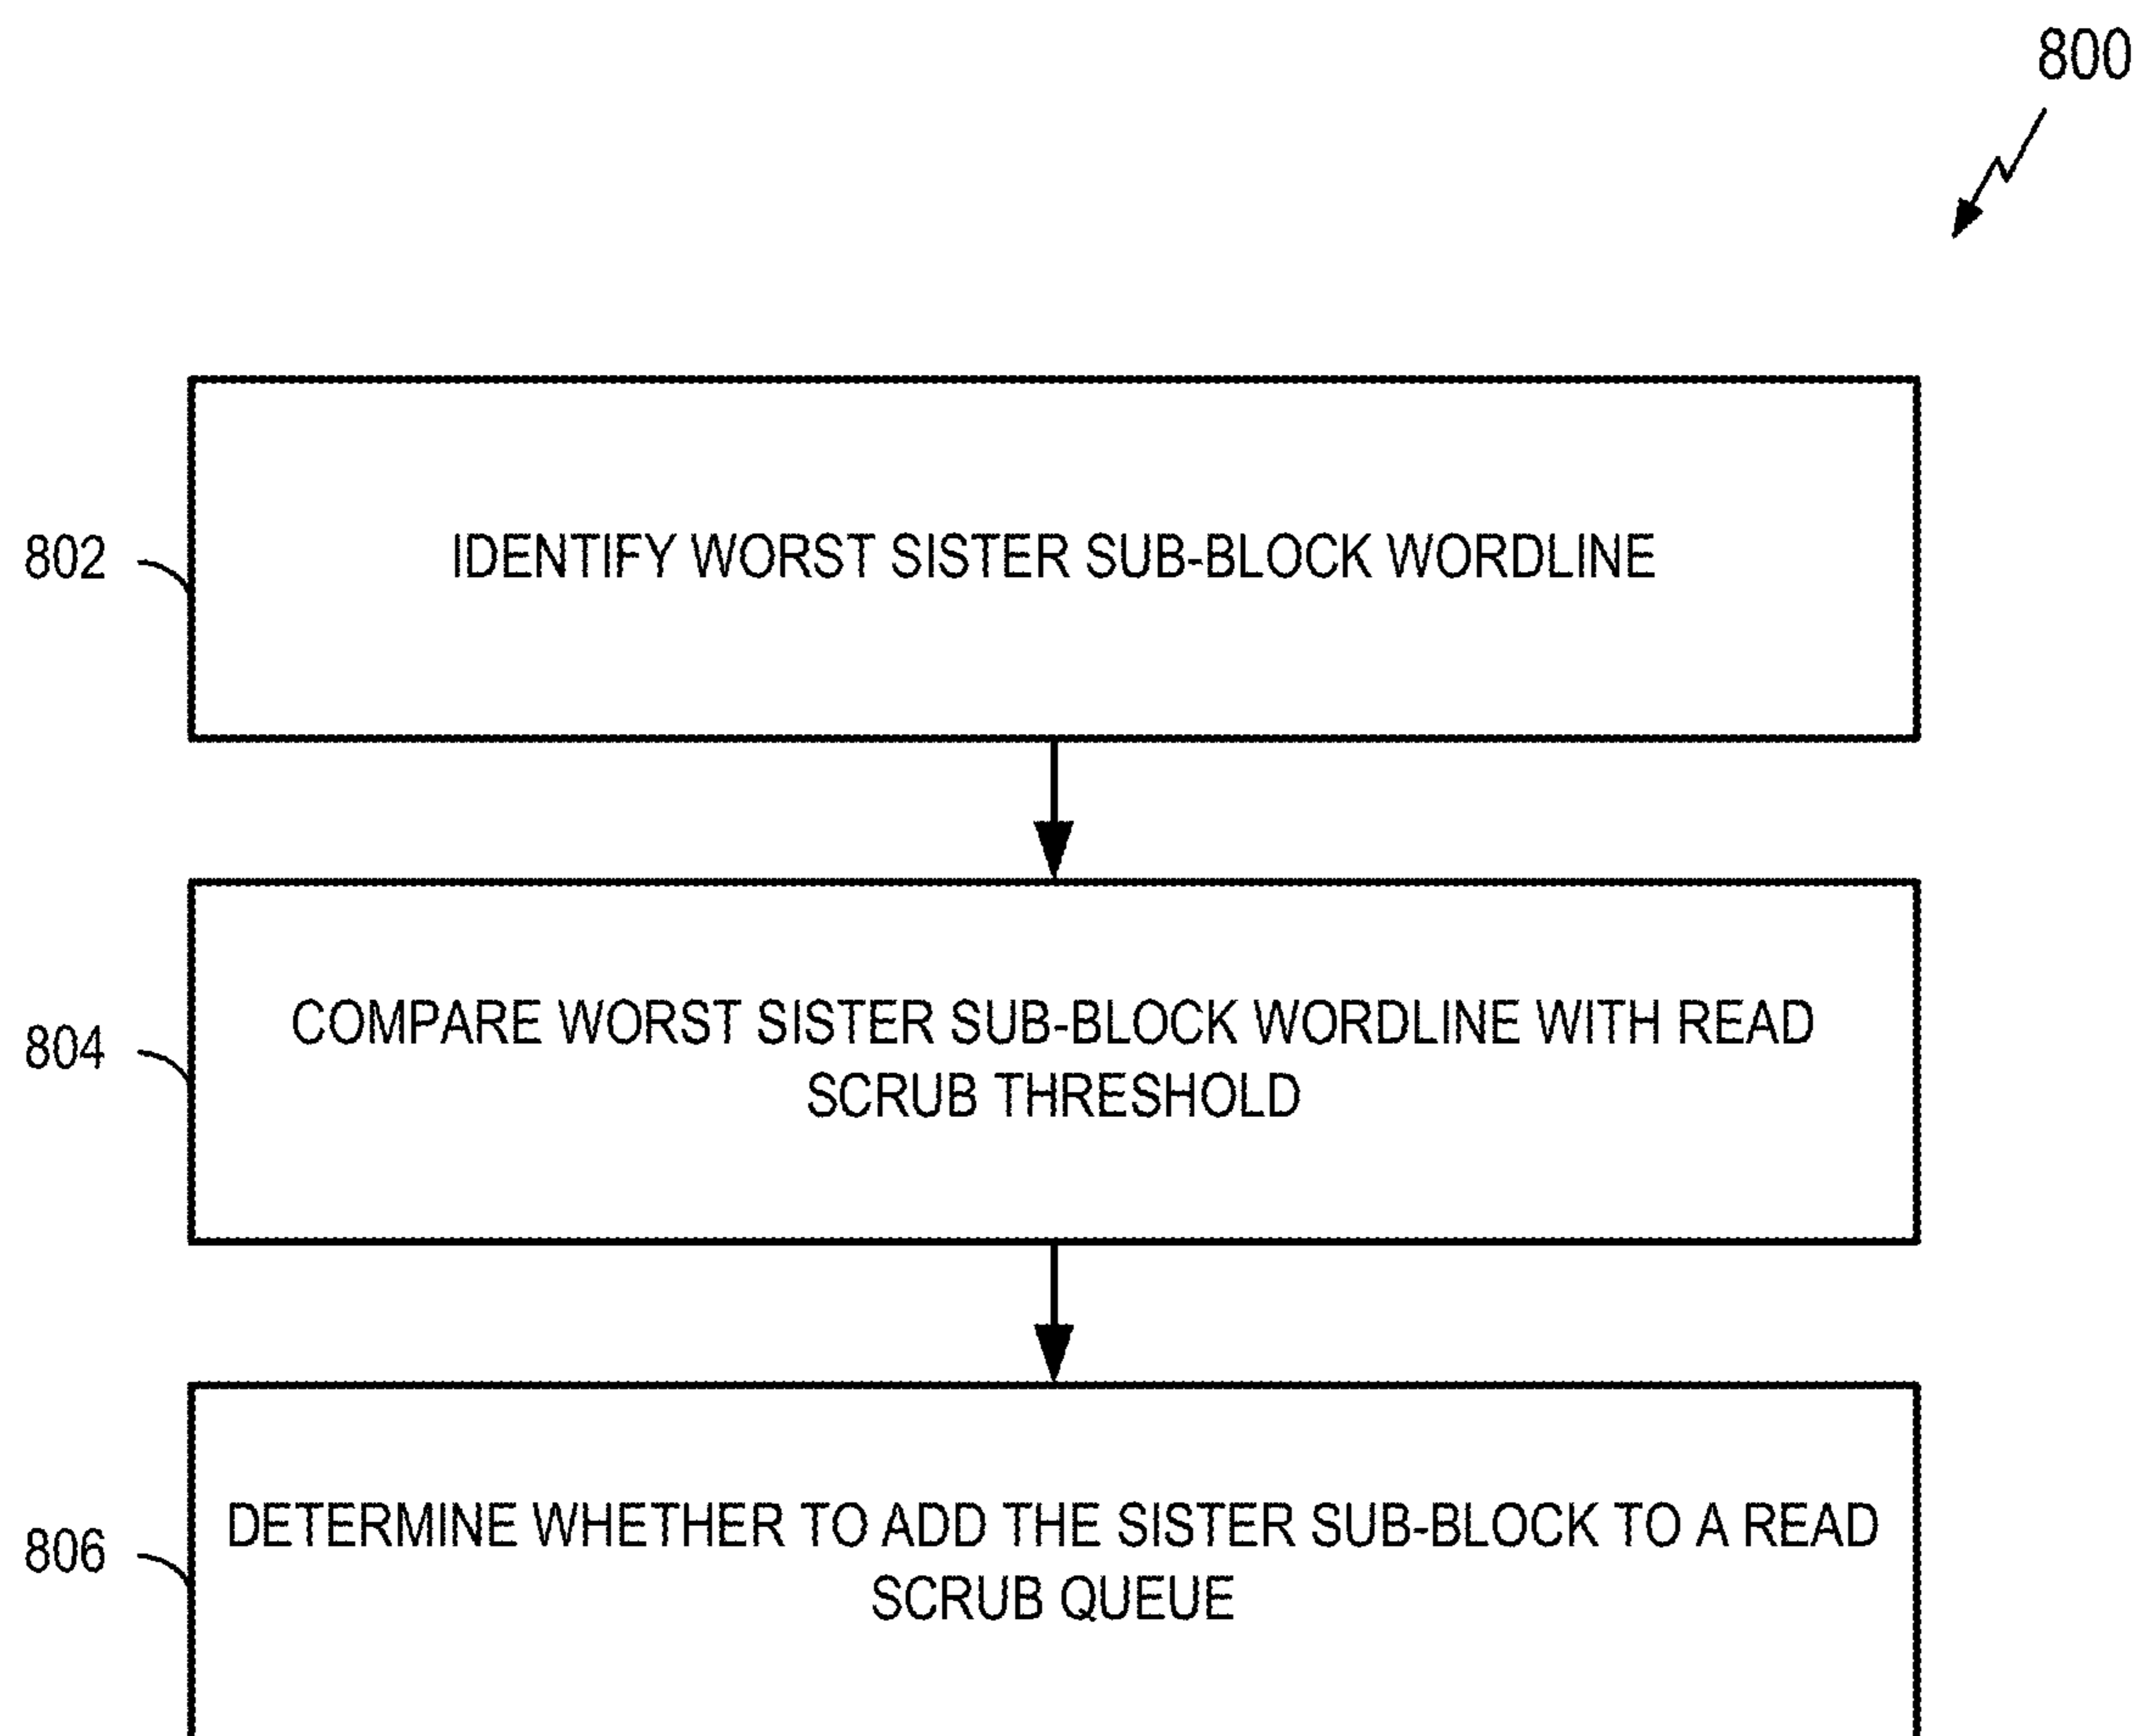 800
802
IDENTIFY WORST SISTER SUB-BLOCK WORDLINE
804
COMPARE WORST SISTER SUB-BLOCK WORDLINE WITH READ
SCRUB THRESHOLD
806
DETERMINE WHETHER TO ADD THE SISTER SUB-BLOCK TO A READ
SCRUB QUEUE